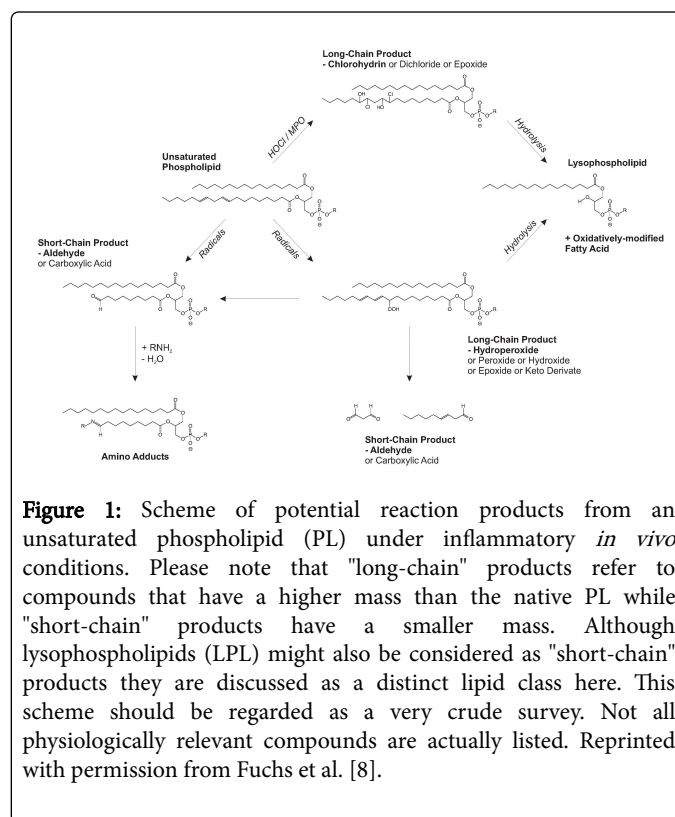 Long-Chain Product
- Chlorohydrin or Dichloride or Epoxide
OH
Cl
Cl
HO
O
O
O
O
O
P
O
R
O
⊖
HOCl / MPO
Hydrolysis
Unsaturated
Phospholipid
O
O
O
O
O
P
O
R
O
⊖
Lysophospholipid
O
O
H
O
O
O
P
O
R
O
⊖
+ Oxidatively-modified
Fatty Acid
Radicals
Radicals
Hydrolysis
Short-Chain Product
- Aldehyde
or Carboxylic Acid
O
O
O
H
O
O
O
P
O
R
O
⊖
O
O
O
O
OOH
O
P
O
R
O
⊖
Long-Chain Product
- Hydroperoxide
or Peroxide or Hydroxide
or Epoxide or Keto Derivate
+ RNH2
- H2O
O
O
R
N
H
O
O
O
P
O
R
O
⊖
Amino Adducts
H
H
O
O
H
O
Short-Chain Product
- Aldehyde
or Carboxylic Acid
Figure 1: Scheme of potential reaction products from an
unsaturated phospholipid (PL) under inflammatory in vivo
conditions. Please note that "long-chain" products refer to
compounds that have a higher mass than the native PL while
"short-chain" products have a smaller mass. Although
lysophospholipids (LPL) might also be considered as "short-chain"
products they are discussed as a distinct lipid class here. This
scheme should be regarded as a very crude survey. Not all
physiologically relevant compounds are actually listed. Reprinted
with permission from Fuchs et al. [8].